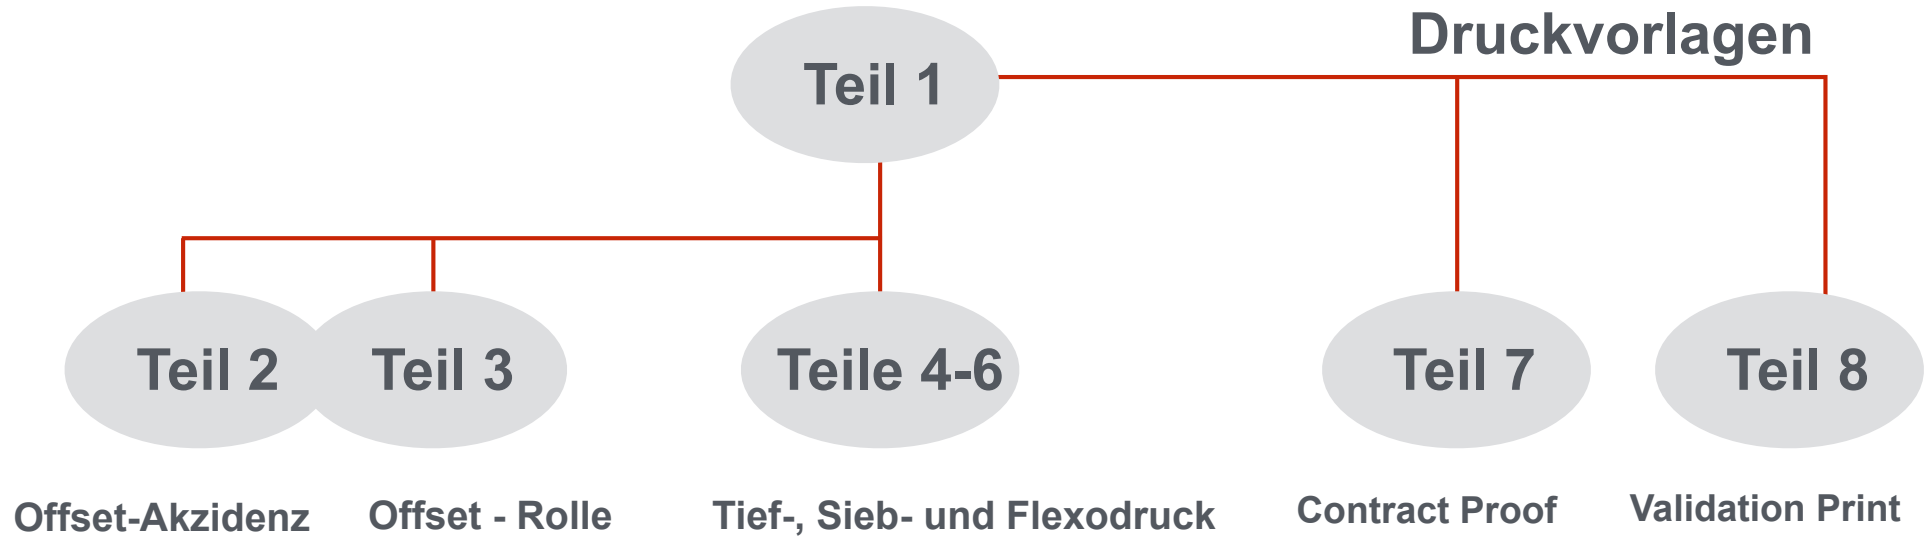 Druckvorlagen
Teil 1
Teil 2
Teil 3
Teile 4-6
Teil 7
Teil 8
Offset-Akzidenz
Offset - Rolle
Tief-, Sieb- und Flexodruck
Contract Proof
Validation Print